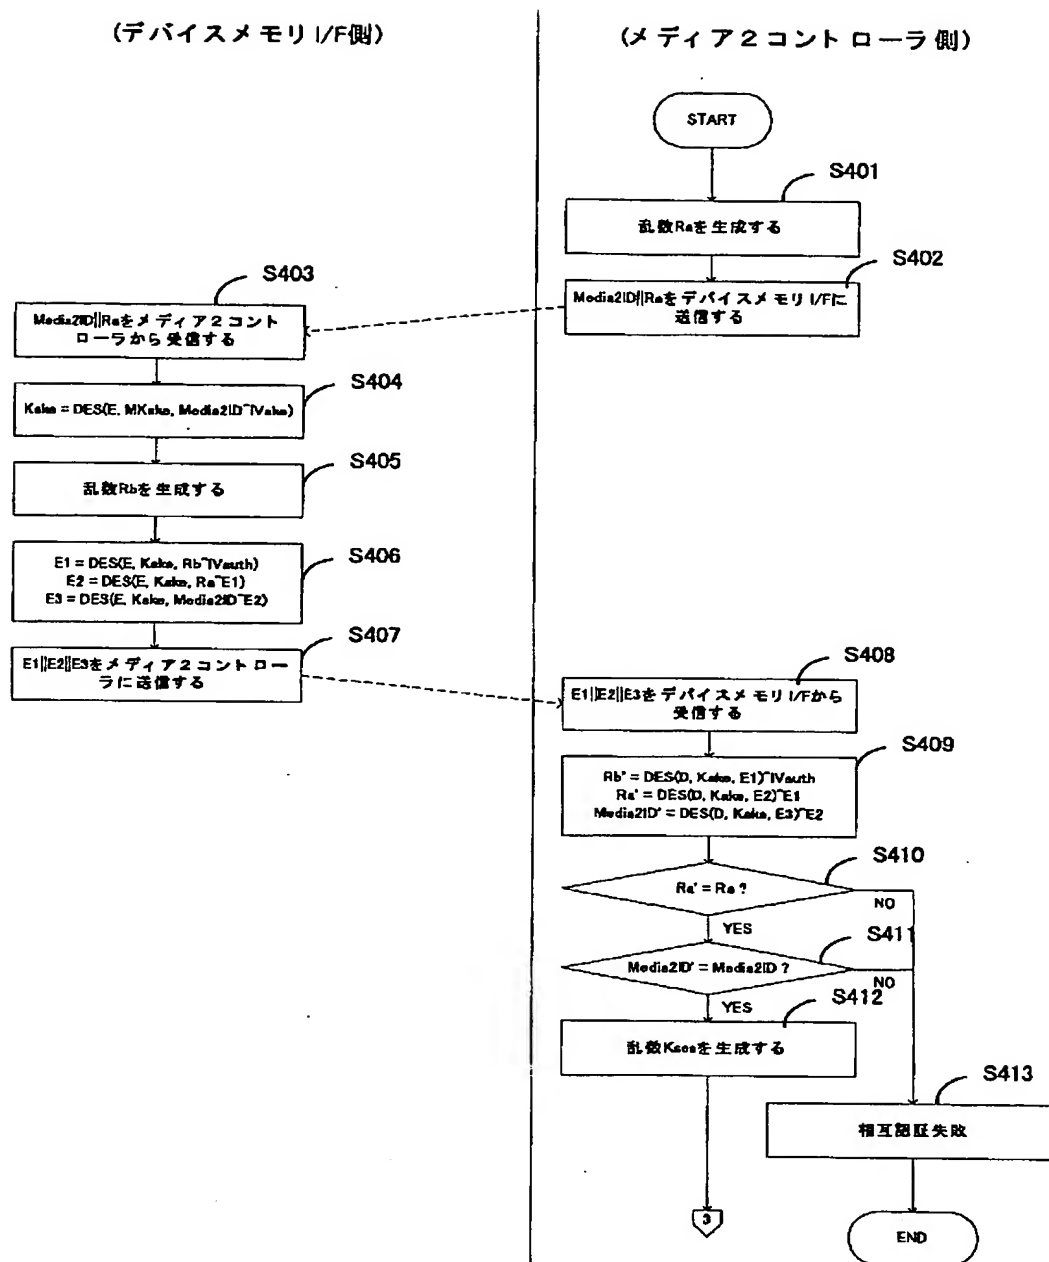 (デバイスメモリI/F側)
(メディア2コントローラ側)
START
S401
乱数Raを生成する
S402
Media2ID||RaをデバイスメモリI/Fに
送信する
S403
Media2ID||Raをメディア2コント
ローラから受信する
S404
Kake = DES(E, MKake, Media2ID^IVake)
S405
乱数Rbを生成する
S406
E1 = DES(E, Kake, Rb^IVauth)
E2 = DES(E, Kake, Ra^E1)
E3 = DES(E, Kake, Media2ID^E2)
S407
E1||E2||E3をメディア2コントロー
ラに送信する
S408
E1||E2||E3をデバイスメモリI/Fから
受信する
S409
Rb' = DES(D, Kake, E1)^IVauth
Ra' = DES(D, Kake, E2)^E1
Media2ID' = DES(D, Kake, E3)^E2
S410
Ra' = Ra ?
NO
YES
S411
Media2ID' = Media2ID ?
NO
YES
S412
乱数Ksesを生成する
S413
相互認証失敗
3
END